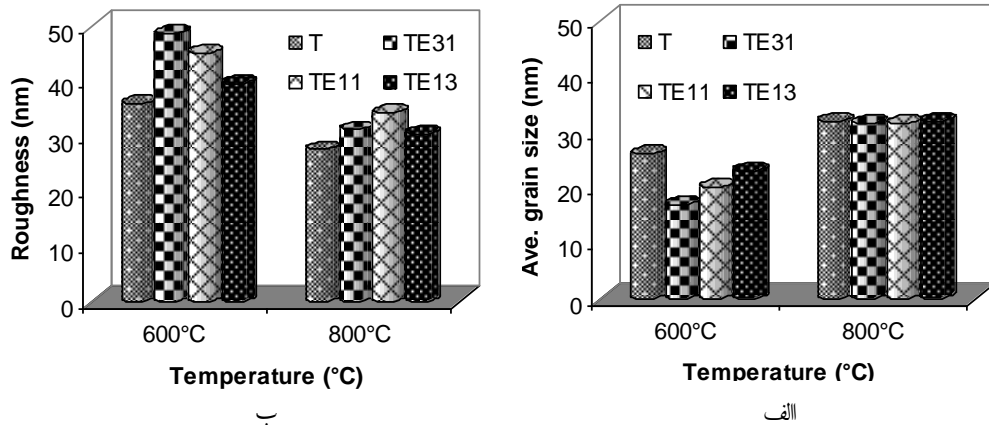 50
40
30
20
10
0
Roughness (nm)
T TE31
TE11 TE13
600°C 800°C
Temperature (°C)
ب
50
40
30
20
10
0
Ave. grain size (nm)
T TE31
TE11 TE13
600°C 800°C
Temperature (°C)
االف